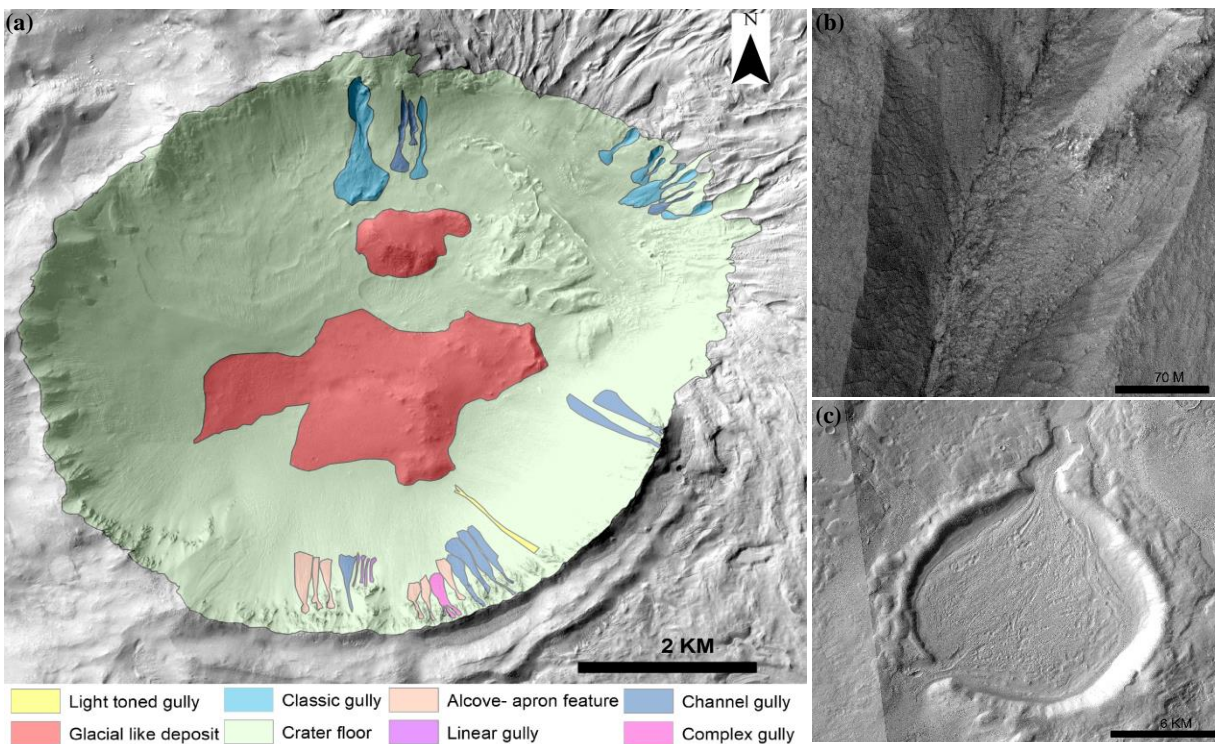 (a)
N
2 KM
Light toned gully
Classic gully
Alcove- apron feature
Channel gully
Glacial like deposit
Crater floor
Linear gully
Complex gully
(b)
70 M
(c)
6 KM